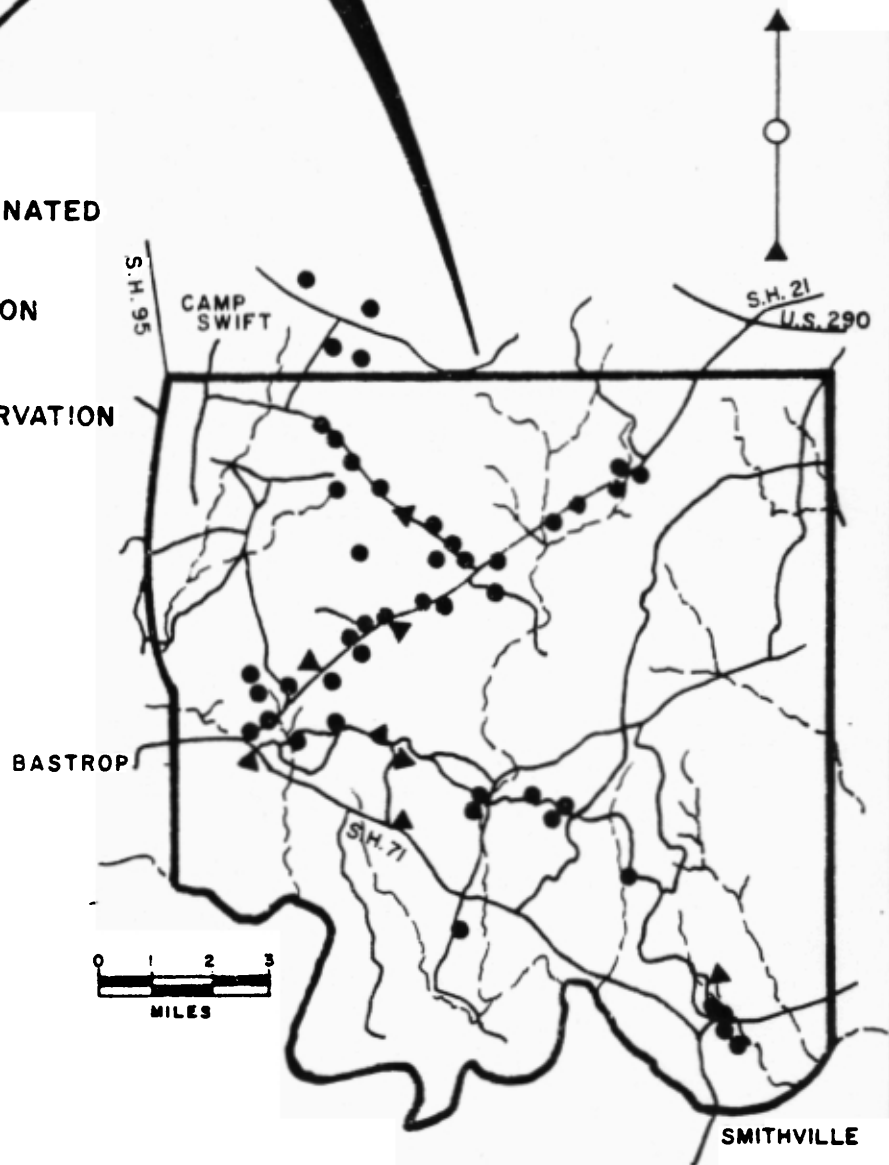 NATED
S.H. 95
CAMP
SWIFT
S.H. 21
U.S. 290
ON
RVATION
BASTROP
S.H. 71
0 1 2 3
MILES
SMITHVILLE